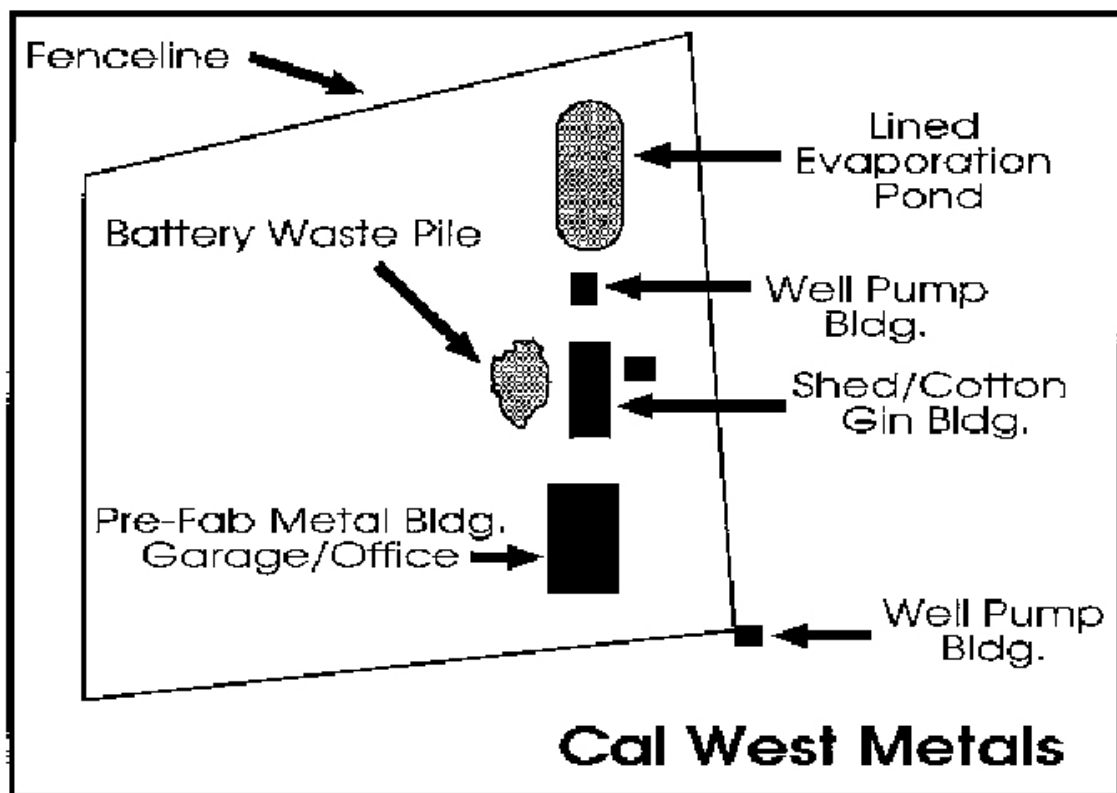 Fenceline
Lined
Evaporation
Pond
Battery Waste Pile
Well Pump
Bldg.
Shed/Cotton
Gin Bldg.
Pre-Fab Metal Bldg.
Garage/Office
Well Pump
Bldg.
Cal West Metals